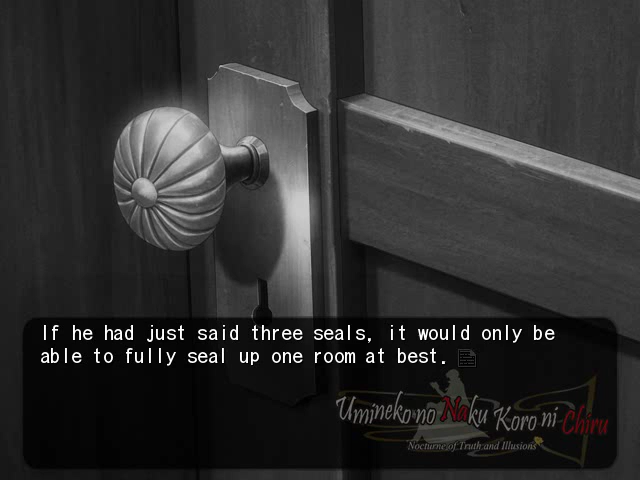 If he had just said three seals, it would only be
able to fully seal up one room at best.
Umineko no Naku Koro ni Chiru
Nocturne of Truth and Illusions